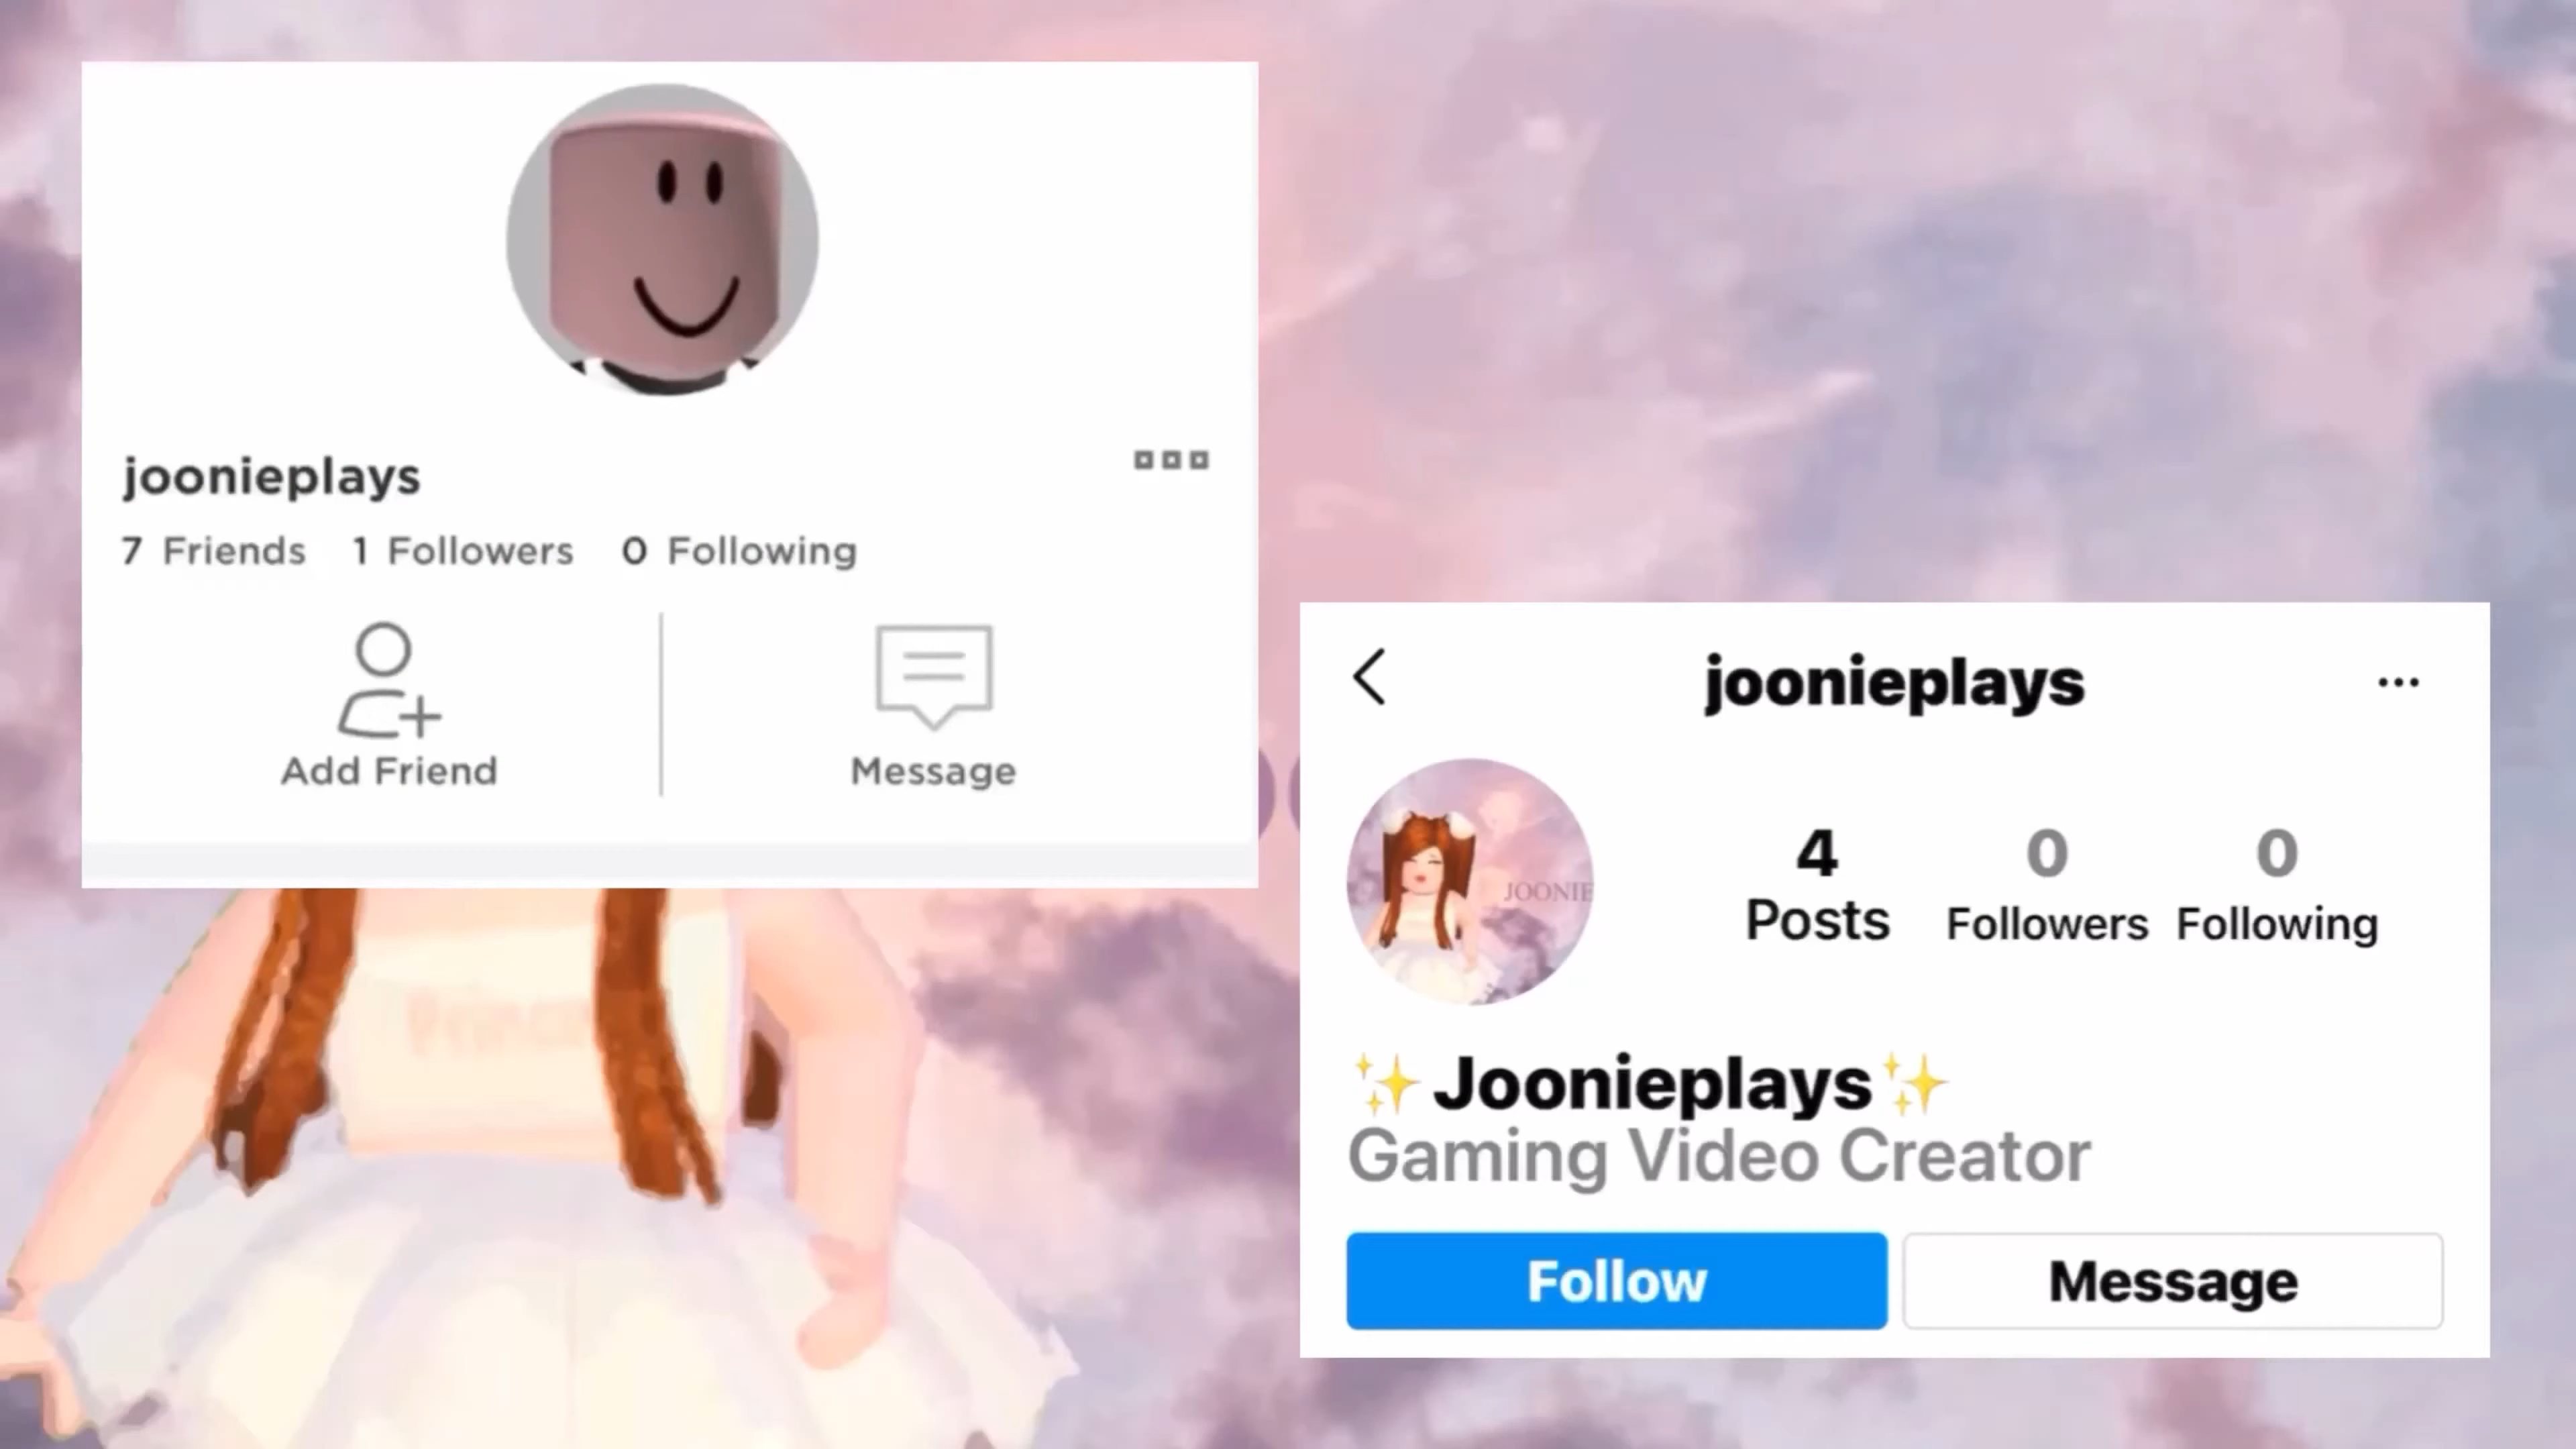 joonieplays
7 Friends 1 Followers 0 Following
Add Friend Message
joonieplays
JOONIE
4 0 0
Posts Followers Following
✨Joonieplays✨
Gaming Video Creator
Follow Message